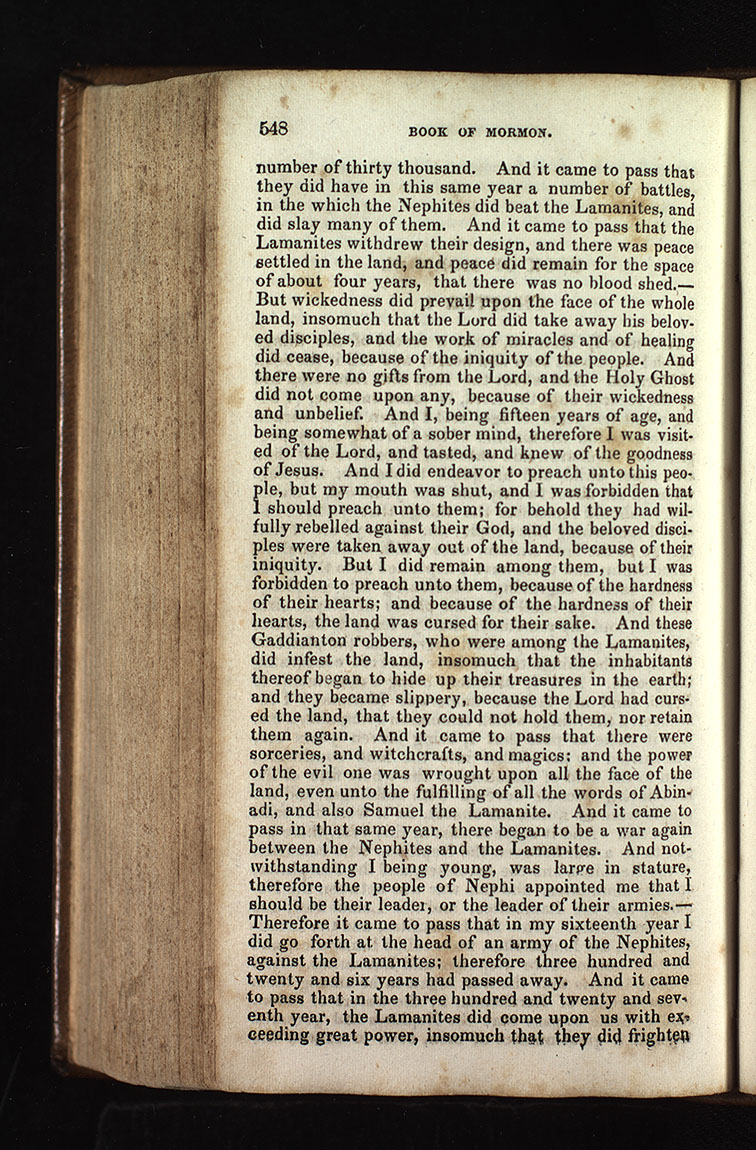 548 BOOK OF MORMON.
number of thirty thousand. And it came to pass that
they did have in this same year a number of battles,
in the which the Nephites did beat the Lamanites, and
did slay many of them. And it came to pass that the
Lamanites withdrew their design, and there was peace
settled in the land, and peace did remain for the space
of about four years, that there was no blood shed.—
But wickedness did prevail upon the face of the whole
land, insomuch that the Lord did take away his belov-
ed disciples, and the work of miracles and of healing
did cease, because of the iniquity of the people. And
there were no gifts from the Lord, and the Holy Ghost
did not come upon any, because of their wickedness
and unbelief. And I, being fifteen years of age, and
being somewhat of a sober mind, therefore I was visit-
ed of the Lord, and tasted, and knew of the goodness
of Jesus. And I did endeavor to preach unto this peo-
ple, but my mouth was shut, and I was forbidden that
I should preach unto them; for behold they had wil-
fully rebelled against their God, and the beloved disci-
ples were taken away out of the land, because of their
iniquity. But I did remain among them, but I was
forbidden to preach unto them, because of the hardness
of their hearts; and because of the hardness of their
hearts, the land was cursed for their sake. And these
Gaddianton robbers, who were among the Lamanites,
did infest the land, insomuch that the inhabitants
thereof began to hide up their treasures in the earth;
and they became slippery, because the Lord had curs-
ed the land, that they could not hold them, nor retain
them again. And it came to pass that there were
sorceries, and witchcrafts, and magics; and the power
of the evil one was wrought upon all the face of the
land, even unto the fulfilling of all the words of Abin-
adi, and also Samuel the Lamanite. And it came to
pass in that same year, there began to be a war again
between the Nephites and the Lamanites. And not-
withstanding I being young, was large in stature,
therefore the people of Nephi appointed me that I
should be their leader, or the leader of their armies.—
Therefore it came to pass that in my sixteenth year I
did go forth at the head of an army of the Nephites,
against the Lamanites; therefore three hundred and
twenty and six years had passed away. And it came
to pass that in the three hundred and twenty and sev-
enth year, the Lamanites did come upon us with ex-
ceeding great power, insomuch that they did frighten